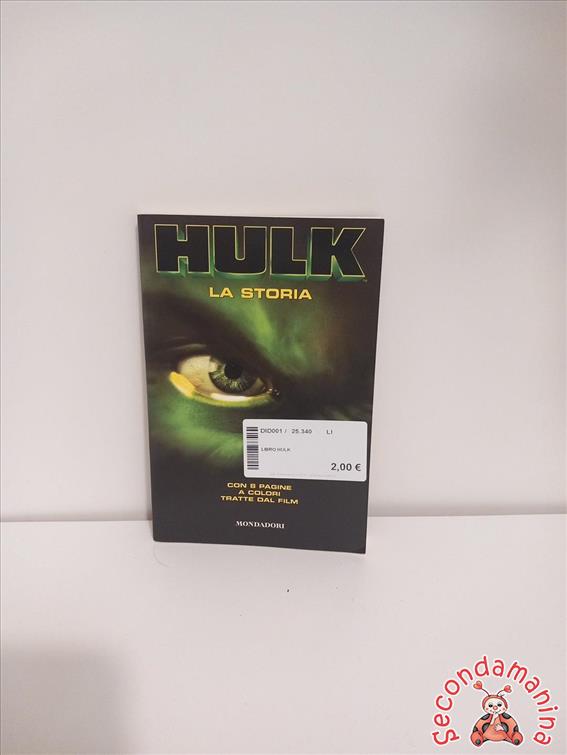 HULK
LA STORIA
DID001 / 25.340 LI
LIBRO HULK
2,00 €
CON 8 PAGINE
A COLORI
TRATTE DAL FILM
MONDADORI
Secondamanina